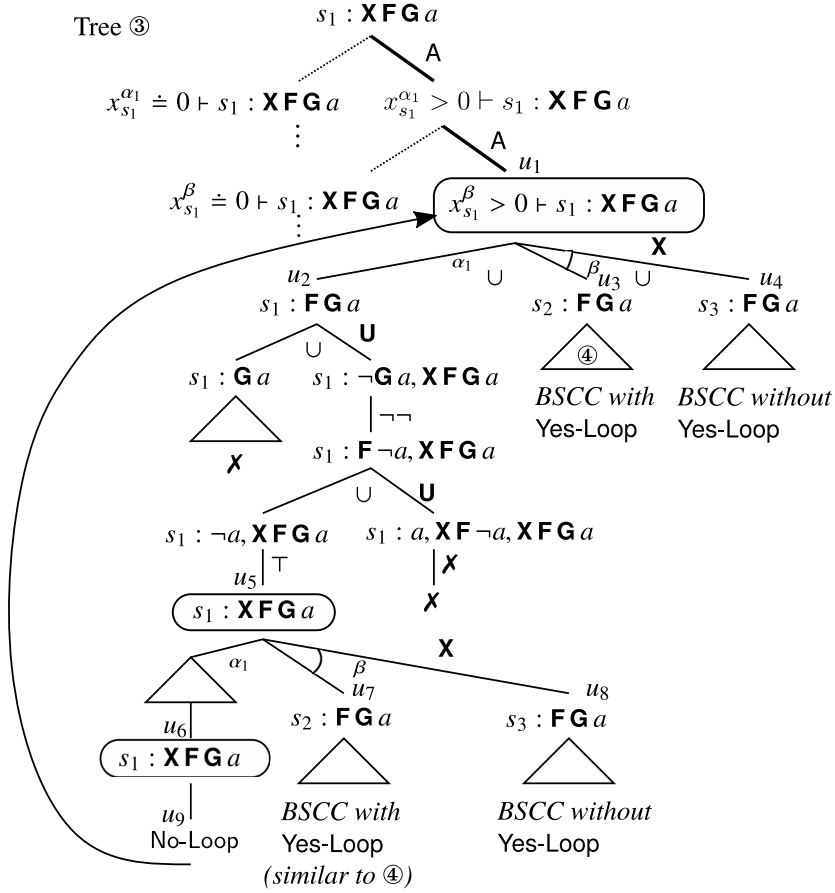 Tree ③
s₁ : X F G a
A
x_{s₁}^{α₁} ≐ 0 ⊢ s₁ : X F G a
x_{s₁}^{α₁} > 0 ⊢ s₁ : X F G a
⋮
A
u₁
x_{s₁}^{β} ≐ 0 ⊢ s₁ : X F G a
x_{s₁}^{β} > 0 ⊢ s₁ : X F G a
⋮
X
u₂ α₁ ∪ β u₃ ∪ u₄
s₁ : F G a
s₂ : F G a
s₃ : F G a
∪ U
④
s₁ : G a
s₁ : ¬G a, X F G a
BSCC with
Yes-Loop
BSCC without
Yes-Loop
¬¬
✗
s₁ : F ¬a, X F G a
∪ U
s₁ : ¬a, X F G a
s₁ : a, X F ¬a, X F G a
⊤
✗
u₅
✗
s₁ : X F G a
X
α₁ β
u₇
u₈
s₂ : F G a
s₃ : F G a
u₆
s₁ : X F G a
BSCC with
Yes-Loop
(similar to ④)
BSCC without
Yes-Loop
u₉
No-Loop